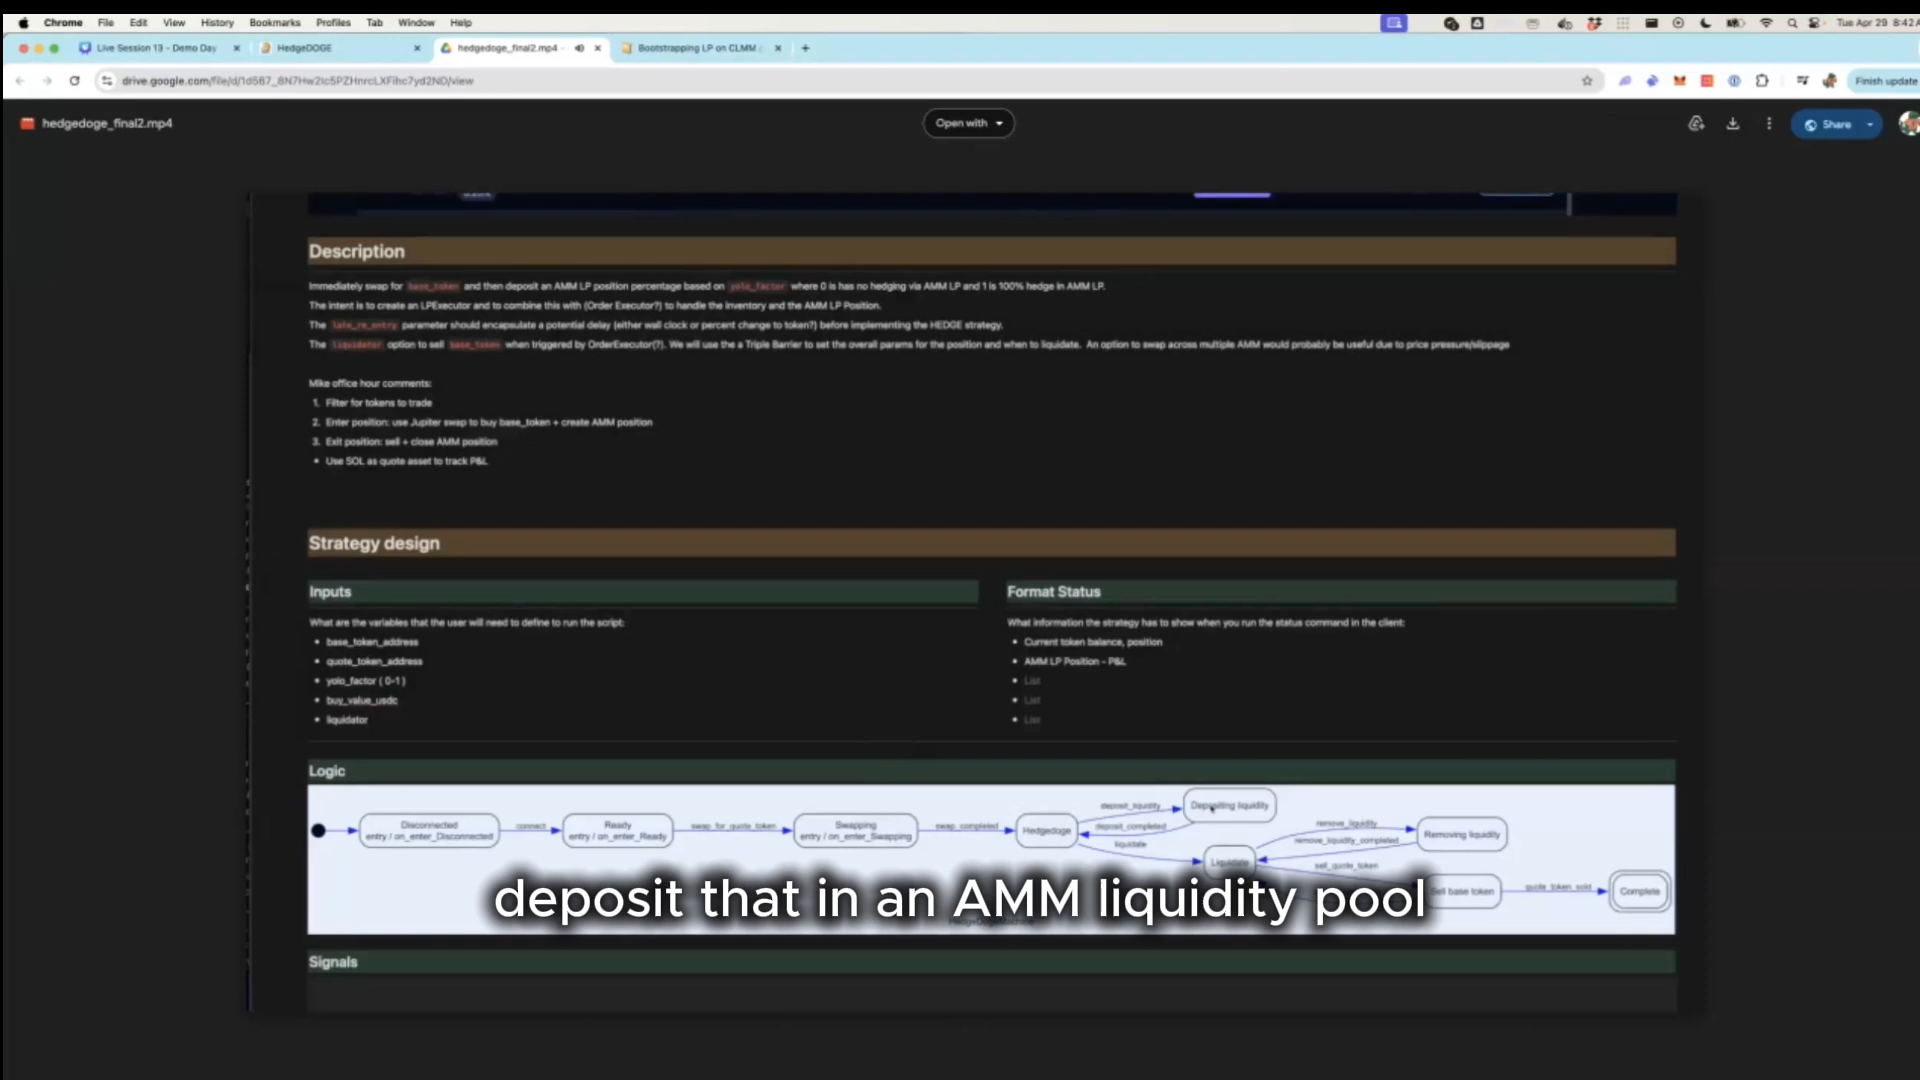 Chrome File Edit View History Bookmarks Profiles Tab Window Help
Tue Apr 29 8:42
Live Session 13 - Demo Day
HedgeDOGE
hedgedoge_final2.mp4 -
Bootstrapping LP on CLMM
Finish update
hedgedoge_final2.mp4
Open with
Share
Description
Immediately swap for base_token and then deposit an AMM LP position percentage based on yolo_factor where 0 is has no hedging via AMM LP and 1 is 100% hedge in AMM LP.
The intent is to create an LPExecutor and to combine this with (Order Executor?) to handle the inventory and the AMM LP Position.
The late_re_entry parameter should encapsulate a potential delay (either wall clock or percent change to token?) before implementing the HEDGE strategy.
The liquidator option to sell base_token when triggered by OrderExecutor(?). We will use the a Triple Barrier to set the overall params for the position and when to liquidate. An option to swap across multiple AMM would probably be useful due to price pressure/slippage
Mike office hour comments:
1. Filter for tokens to trade
2. Enter position: use Jupiter swap to buy base_token + create AMM position
3. Exit position: sell + close AMM position
• Use SOL as quote asset to track P&L
Strategy design
Inputs
Format Status
What are the variables that the user will need to define to run the script:
What information the strategy has to show when you run the status command in the client:
• base_token_address
• quote_token_address
• yolo_factor ( 0-1 )
• buy_value_usdc
• liquidator
• Current token balance, position
• AMM LP Position - P&L
• List
• List
• List
Logic
Disconnected
entry / on_enter_Disconnected
connect
Ready
entry / on_enter_Ready
swap_for_quote_token
Swapping
entry / on_enter_Swapping
swap_completed
Hedgedoge
deposit_liquidity
deposit_completed
liquidate
Depositing liquidity
Liquidate
remove_liquidity
remove_liquidity_completed
Removing liquidity
sell_quote_token
Sell base token
quote_token_sold
Complete
deposit that in an AMM liquidity pool
Signals